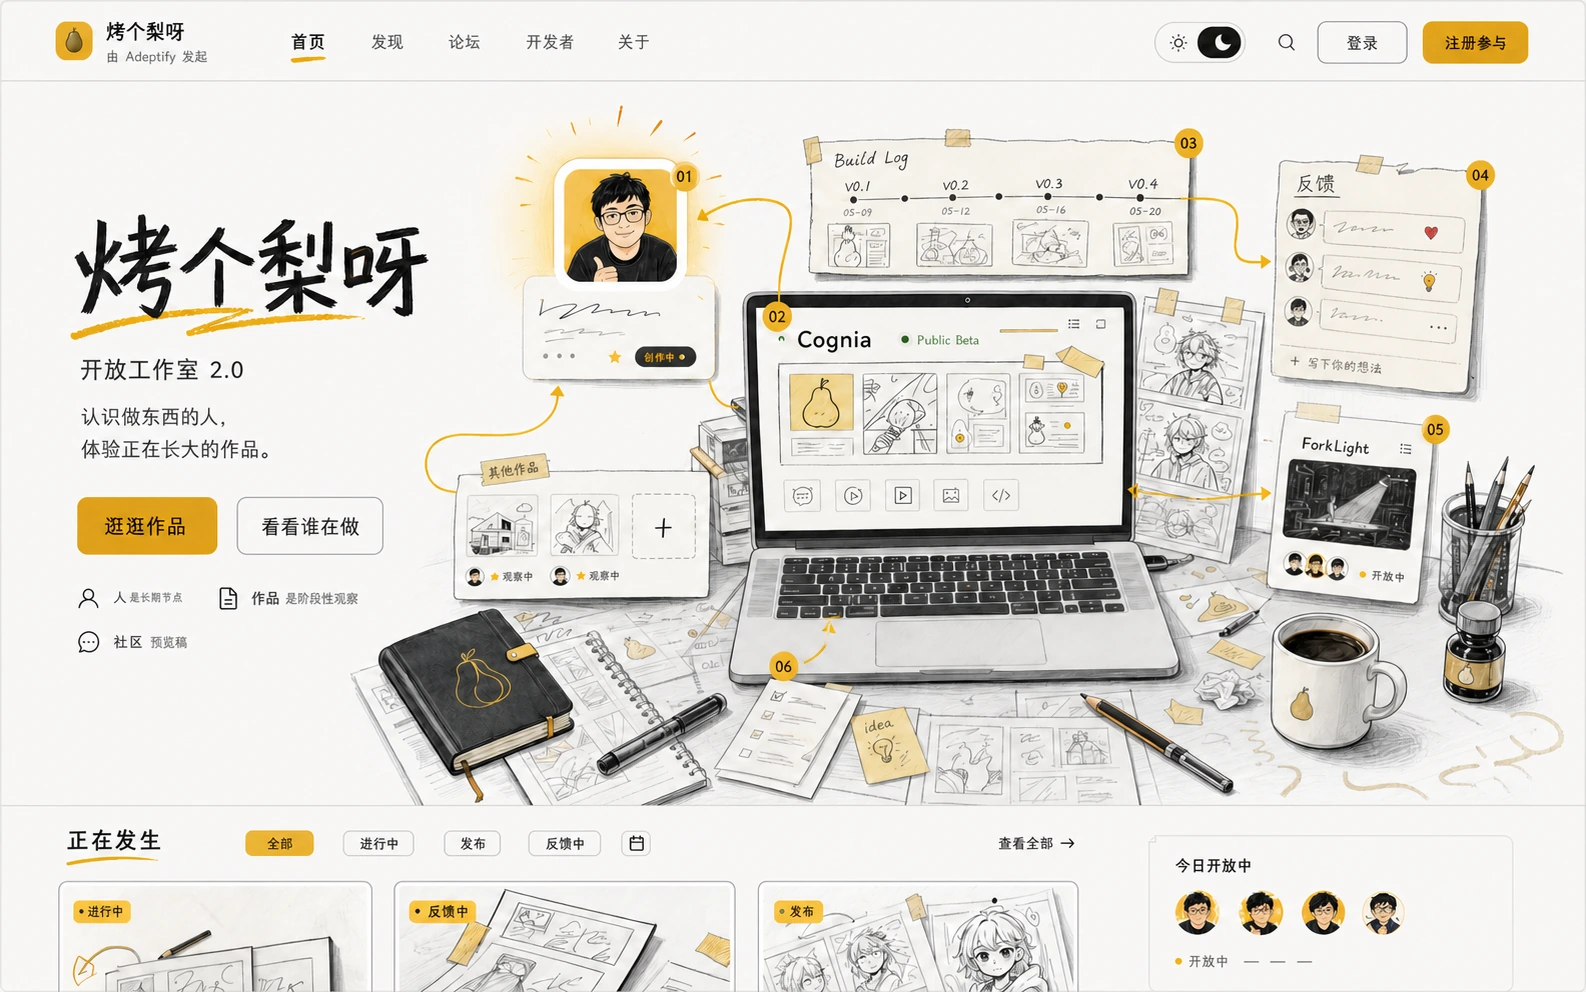 烤个梨呀
由 Adeptify 发起
首页
发现
论坛
开发者
关于
登录
注册参与
烤个梨呀
开放工作室 2.0
认识做东西的人，
体验正在长大的作品。
逛逛作品
看看谁在做
人 是长期节点
作品 是阶段性观察
社区 预览稿
01
创作中
02
Cognia
Public Beta
</>
03
Build Log
V0.1
V0.2
V0.3
V0.4
05-09
05-12
05-16
05-20
04
反馈
+ 写下你的想法
05
ForkLight
开放中
其他作品
+
观察中
观察中
06
idea
正在发生
全部
进行中
发布
反馈中
查看全部 →
进行中
反馈中
发布
今日开放中
开放中